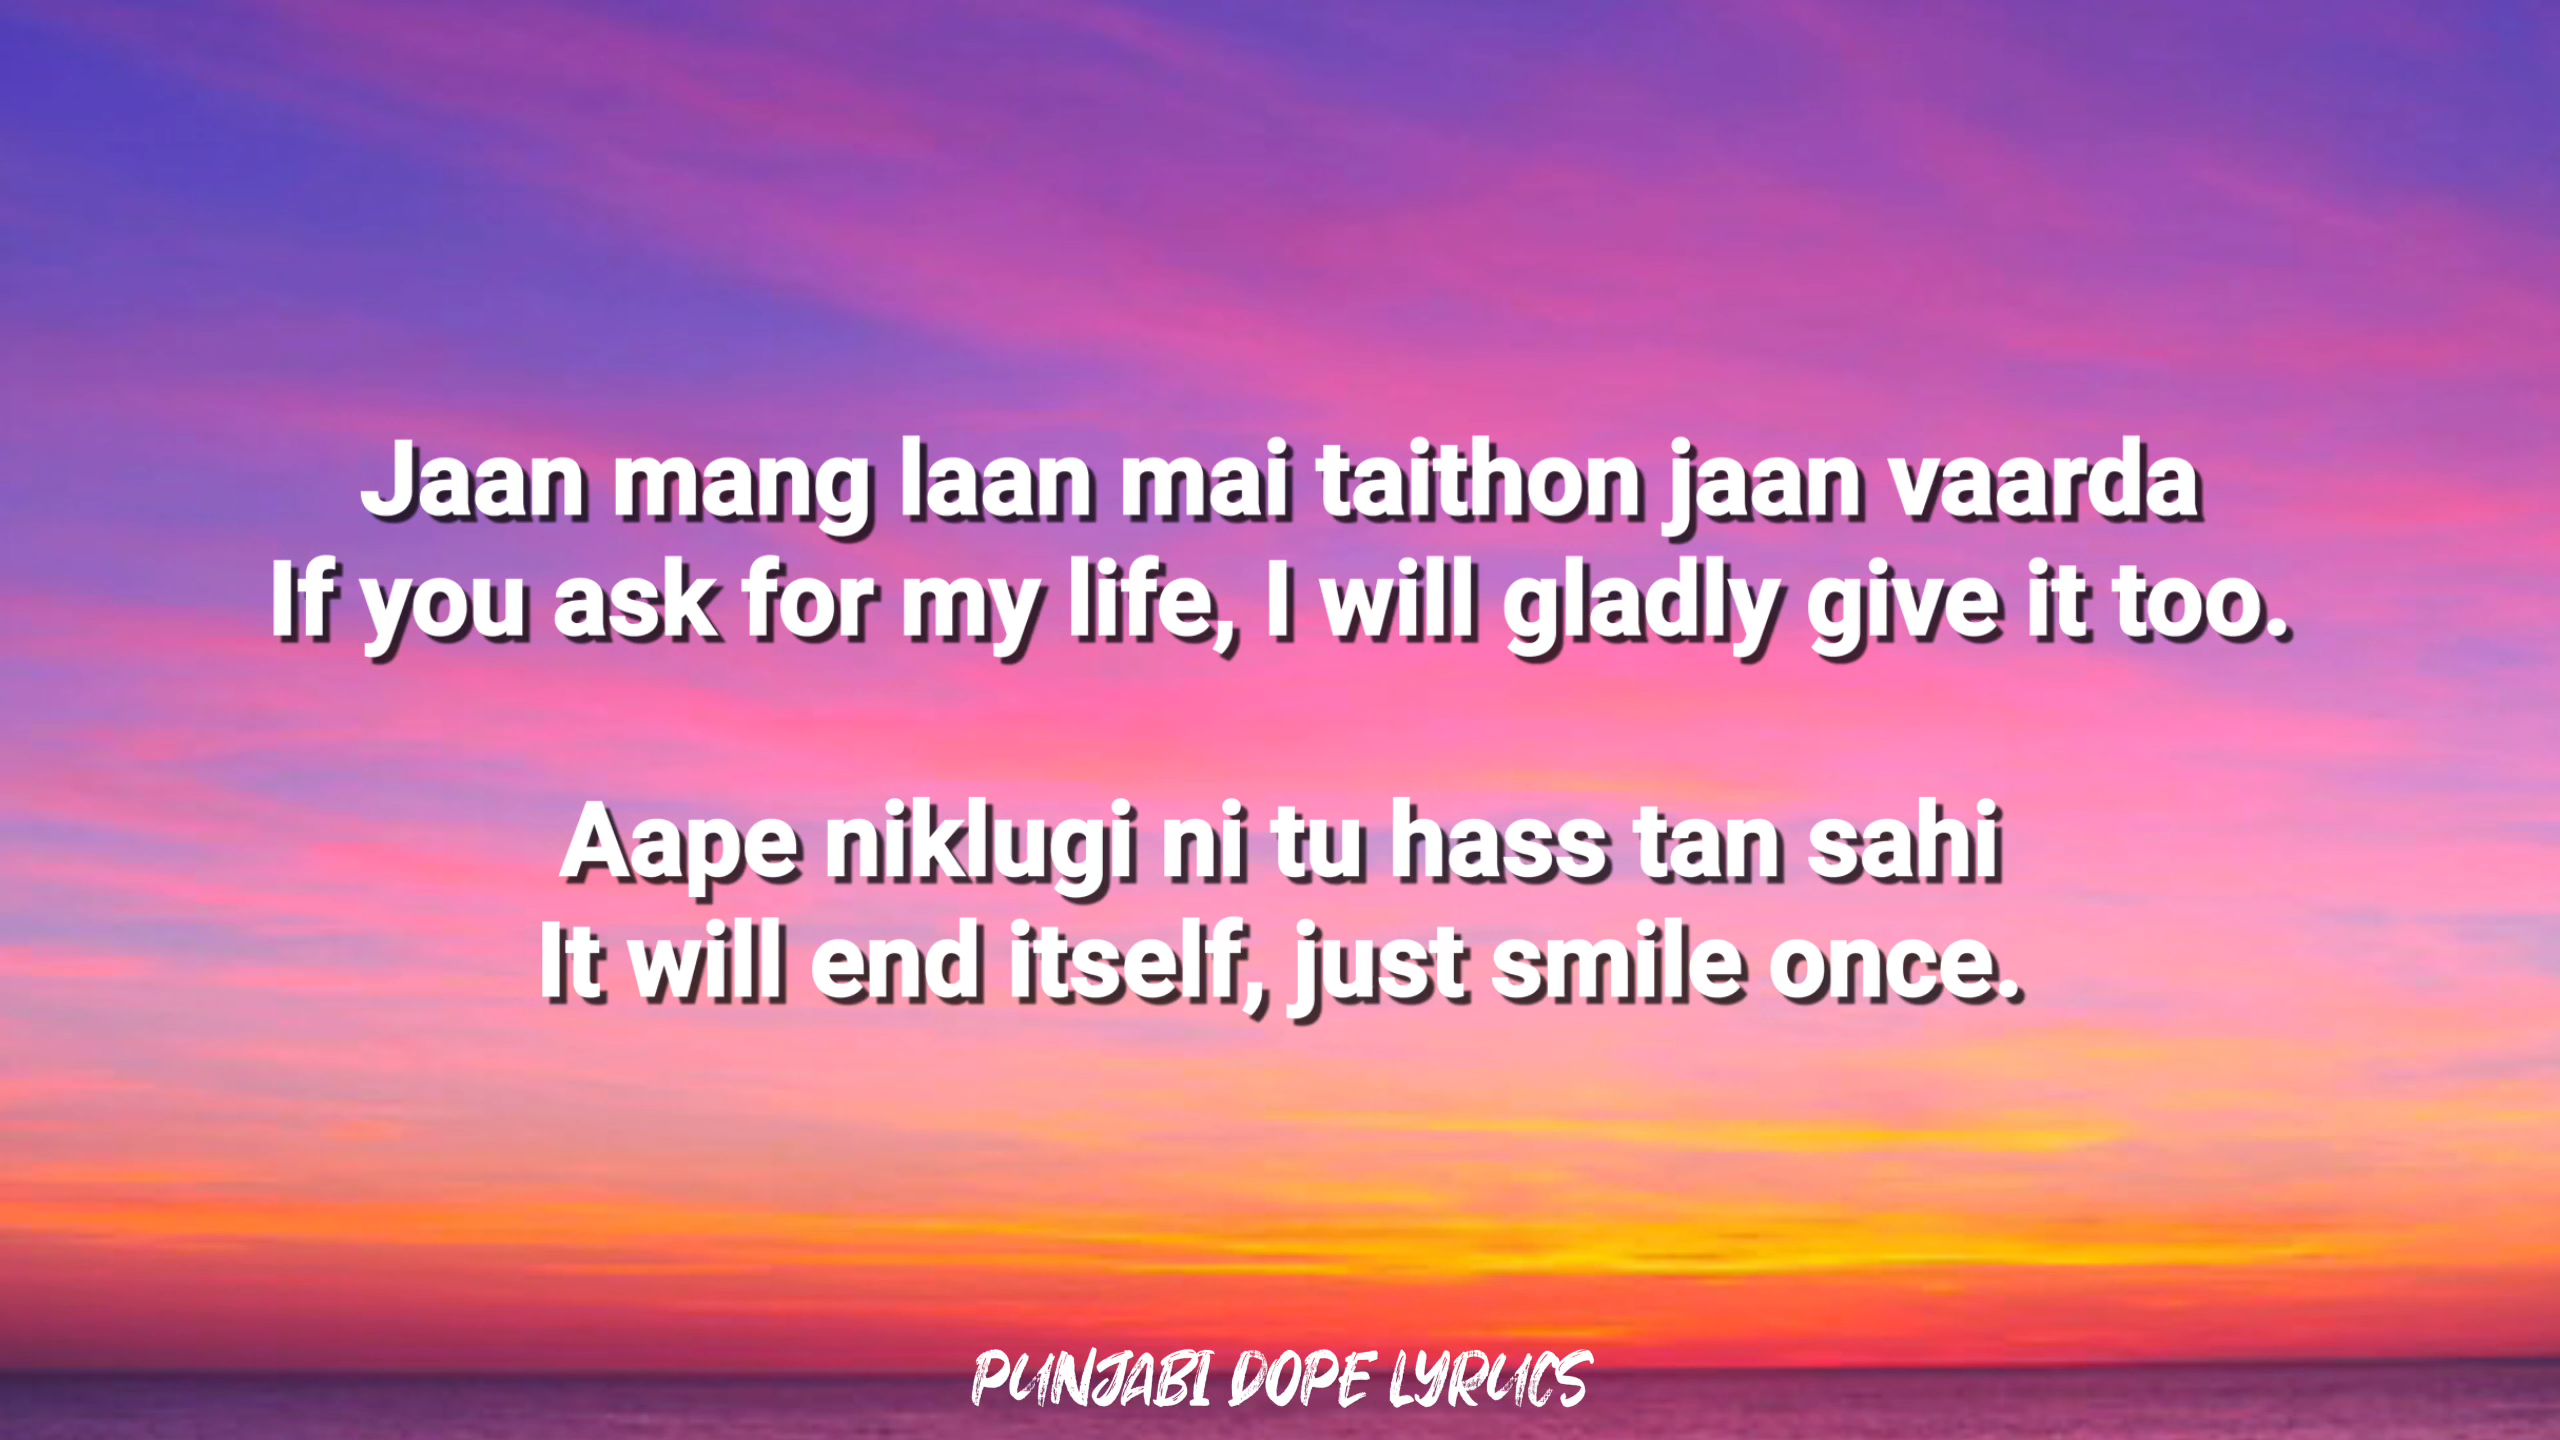 Jaan mang laan mai taithon jaan vaarda
If you ask for my life, I will gladly give it too.
Aape niklugi ni tu hass tan sahi
It will end itself, just smile once.
PUNJABI DOPE LYRICS